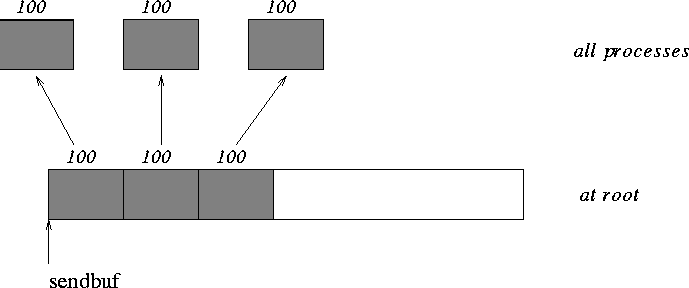 100 100 100
all processes
100 100 100
at root
sendbuf